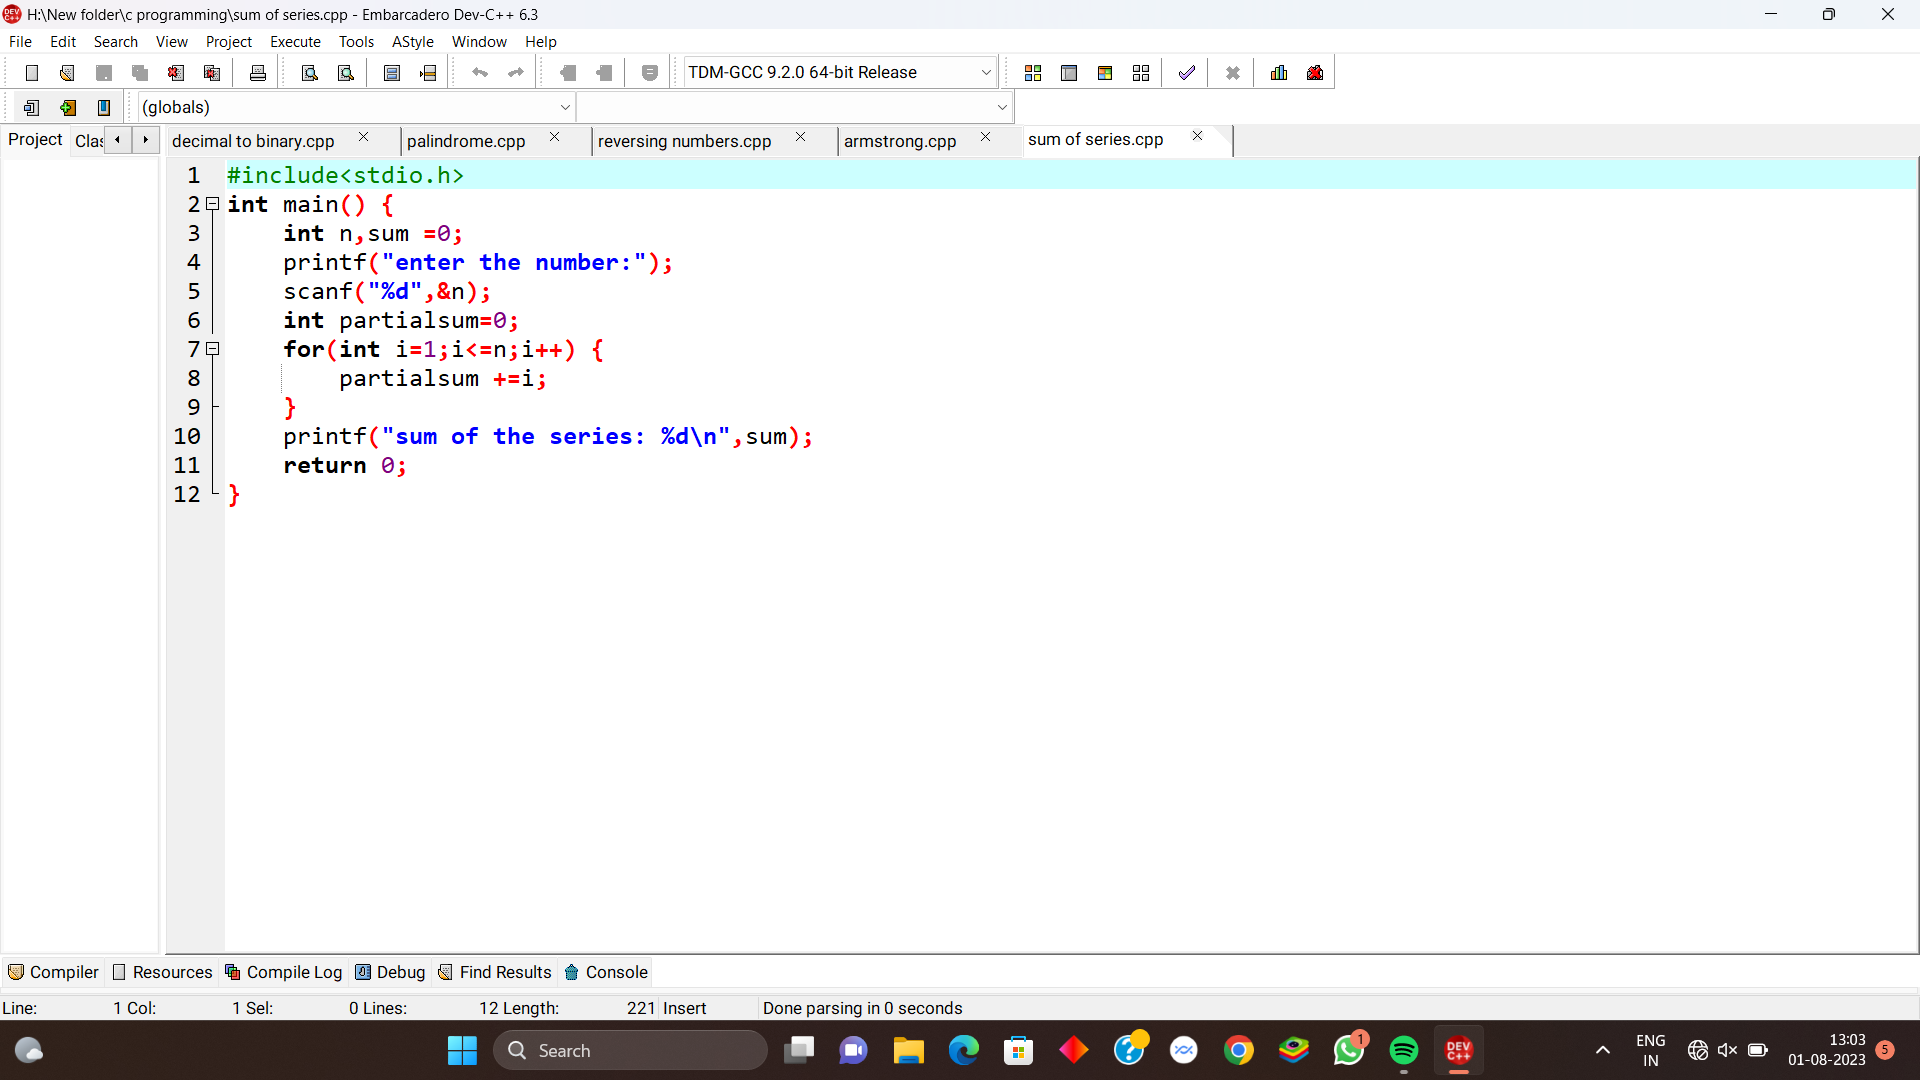 H:\New folder\c programming\sum of series.cpp - Embarcadero Dev-C++ 6.3
File Edit Search View Project Execute Tools AStyle Window Help
TDM-GCC 9.2.0 64-bit Release
(globals)
Project Clas decimal to binary.cpp palindrome.cpp reversing numbers.cpp armstrong.cpp sum of series.cpp
1 #include<stdio.h>
2 int main() {
3 int n,sum =0;
4 printf("enter the number:");
5 scanf("%d",&n);
6 int partialsum=0;
7 for(int i=1;i<=n;i++) {
8 partialsum +=i;
9 }
10 printf("sum of the series: %d\n",sum);
11 return 0;
12 }
Compiler Resources Compile Log Debug Find Results Console
Line: 1 Col: 1 Sel: 0 Lines: 12 Length: 221 Insert Done parsing in 0 seconds
Search DEV C++ 1 ENG IN 13:03 01-08-2023 5